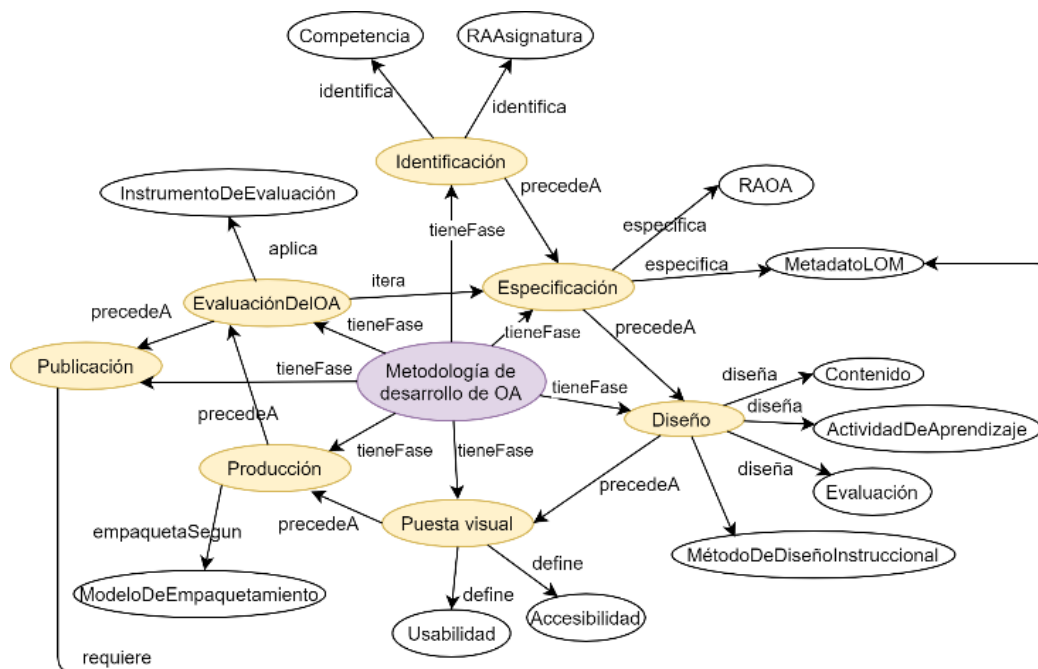 Competencia
RAAsignatura
identifica
identifica
Identificación
precedeA
InstrumentoDeEvaluación
RAOA
especifica
tieneFase
aplica
especifica
MetadatoLOM
itera
Especificación
EvaluaciónDelOA
precedeA
tieneFase
tieneFase
precedeA
Publicación
tieneFase
Metodología de
desarrollo de OA
tieneFase
diseña
Contenido
diseña
precedeA
Diseño
ActividadDeAprendizaje
tieneFase
tieneFase
Producción
diseña
precedeA
Evaluación
empaquetaSegun
precedeA
Puesta visual
MétodoDeDiseñoInstruccional
define
ModeloDeEmpaquetamiento
define
Accesibilidad
Usabilidad
requiere